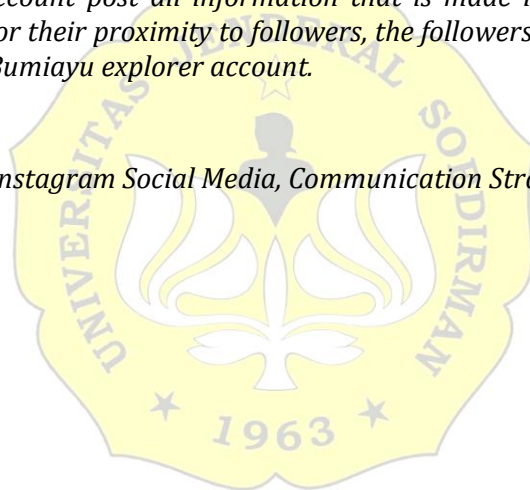 account post all information that is made i
or their proximity to followers, the followers
Bumiayu explorer account.
nstagram Social Media, Communication Str
UNIVERSITAS JENDERAL SOEDIRMAN
1963